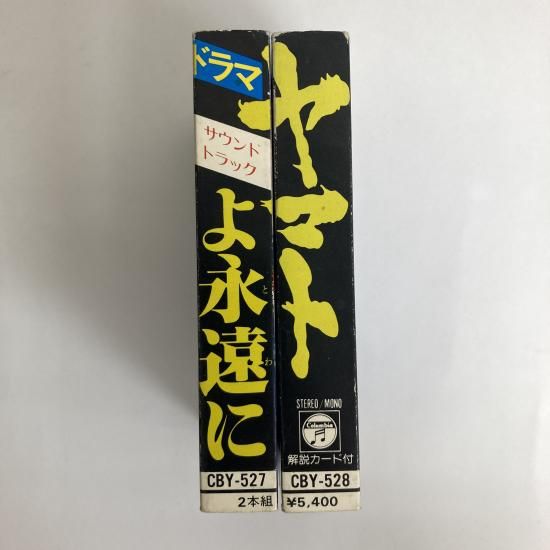 ヤマト
よ永遠に
とわ
ドラマ
サウンド
トラック
STEREO/MONO
Columbia
解説カード付
CBY-527
CBY-528
2本組
¥5,400